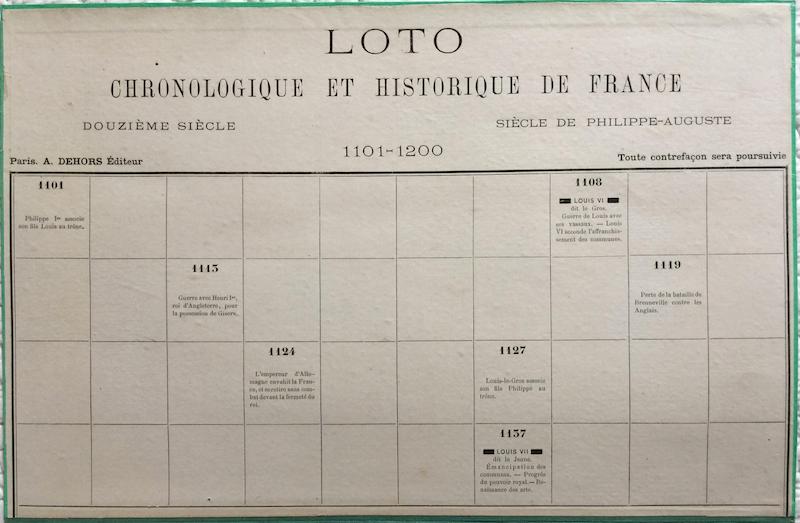 LOTO
CHRONOLOGIQUE ET HISTORIQUE DE FRANCE
DOUZIÈME SIÈCLE
SIÈCLE DE PHILIPPE-AUGUSTE
1101-1200
Paris. A. DEHORS Éditeur
Toute contrefaçon sera poursuivie
1101
Philippe Ier associe
son fils Louis au trône.
1108
LOUIS VI
dit le Gros.
Guerre de Louis avec
ses vassaux. — Louis
VI seconde l'affranchis-
sement des communes.
1113
Guerre avec Henri Ier,
roi d'Angleterre, pour
la possession de Gisors.
1119
Perte de la bataille de
Brenneville contre les
Anglais.
1124
L'empereur d'Alle-
magne envahit la Fran-
ce, et se retire sans com-
bat devant la fermeté du
roi.
1127
Louis-le-Gros associe
son fils Philippe au
trône.
1137
LOUIS VII
dit le Jeune.
Émancipation des
communes. — Progrès
du pouvoir royal. — Re-
naissance des arts.